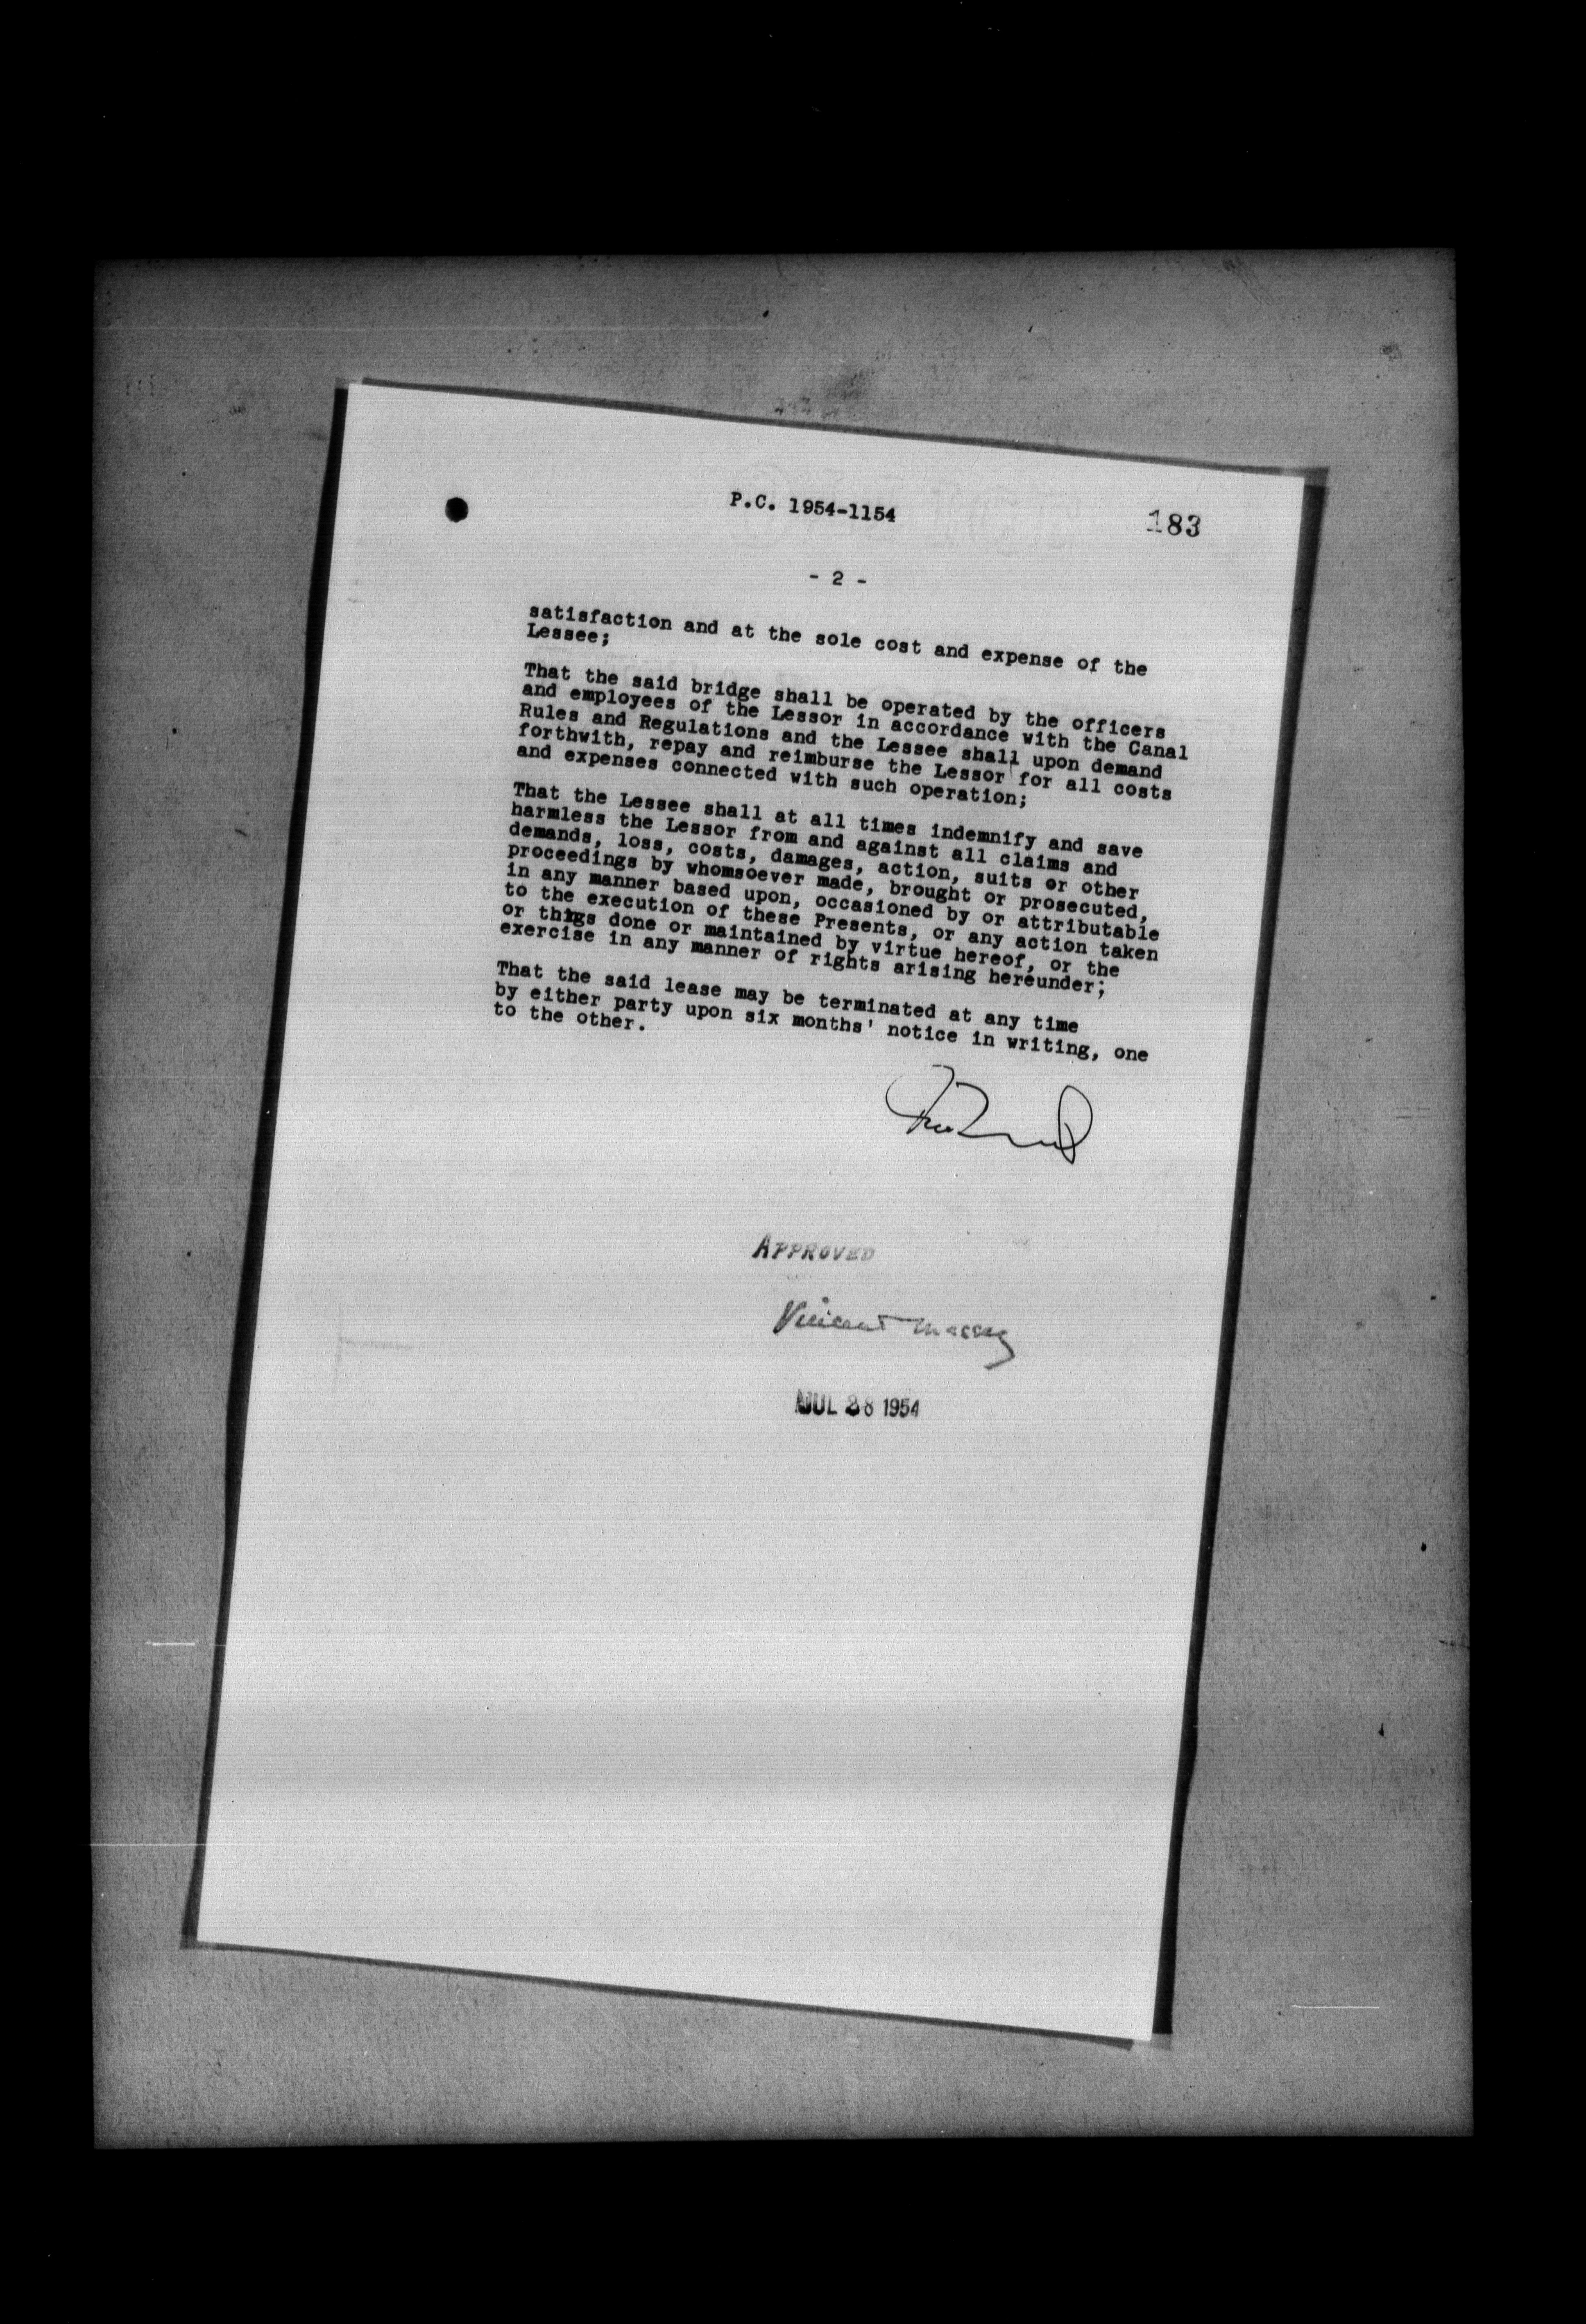 P.C. 1954-1154
183
- 2 -
satisfaction and at the sole cost and expense of the
Lessee;
That the said bridge shall be operated by the officers
and employees of the Lessor in accordance with the Canal
Rules and Regulations and the Lessee shall upon demand
forthwith, repay and reimburse the Lessor for all costs
and expenses connected with such operation;
That the Lessee shall at all times indemnify and save
harmless the Lessor from and against all claims and
demands, loss, costs, damages, action, suits or other
proceedings by whomsoever made, brought or prosecuted,
in any manner based upon, occasioned by or attributable
to the execution of these Presents, or any action taken
or things done or maintained by virtue hereof, or the
exercise in any manner of rights arising hereunder;
That the said lease may be terminated at any time
by either party upon six months' notice in writing, one
to the other.
APPROVED
Vincent Massey
JUL 28 1954